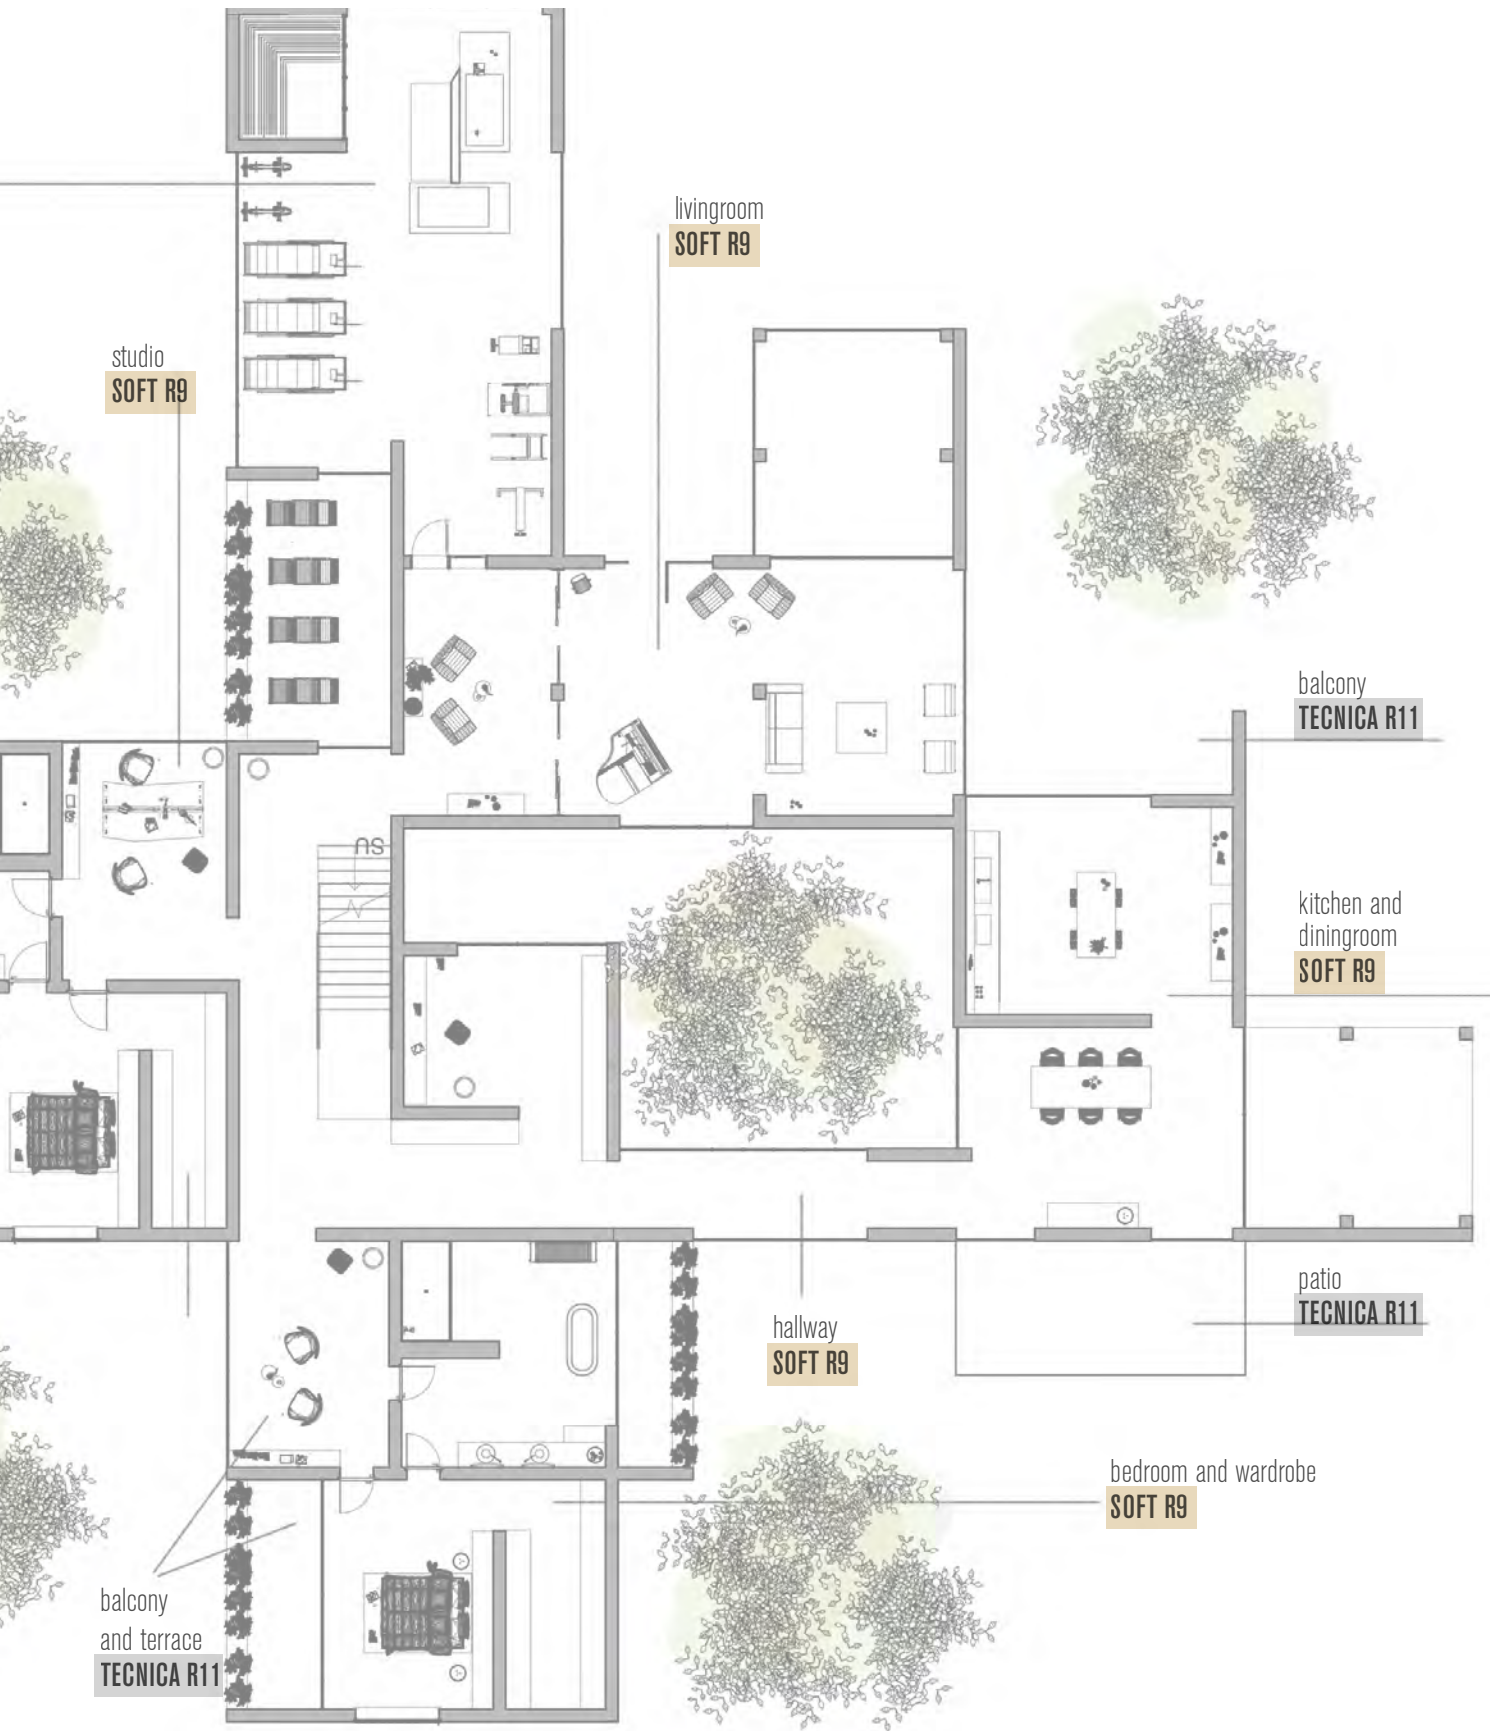 livingroom
SOFT R9
studio
SOFT R9
balcony
TECNICA R11
ns
kitchen and
diningroom
SOFT R9
patio
TECNICA R11
hallway
SOFT R9
bedroom and wardrobe
SOFT R9
balcony
and terrace
TECNICA R11